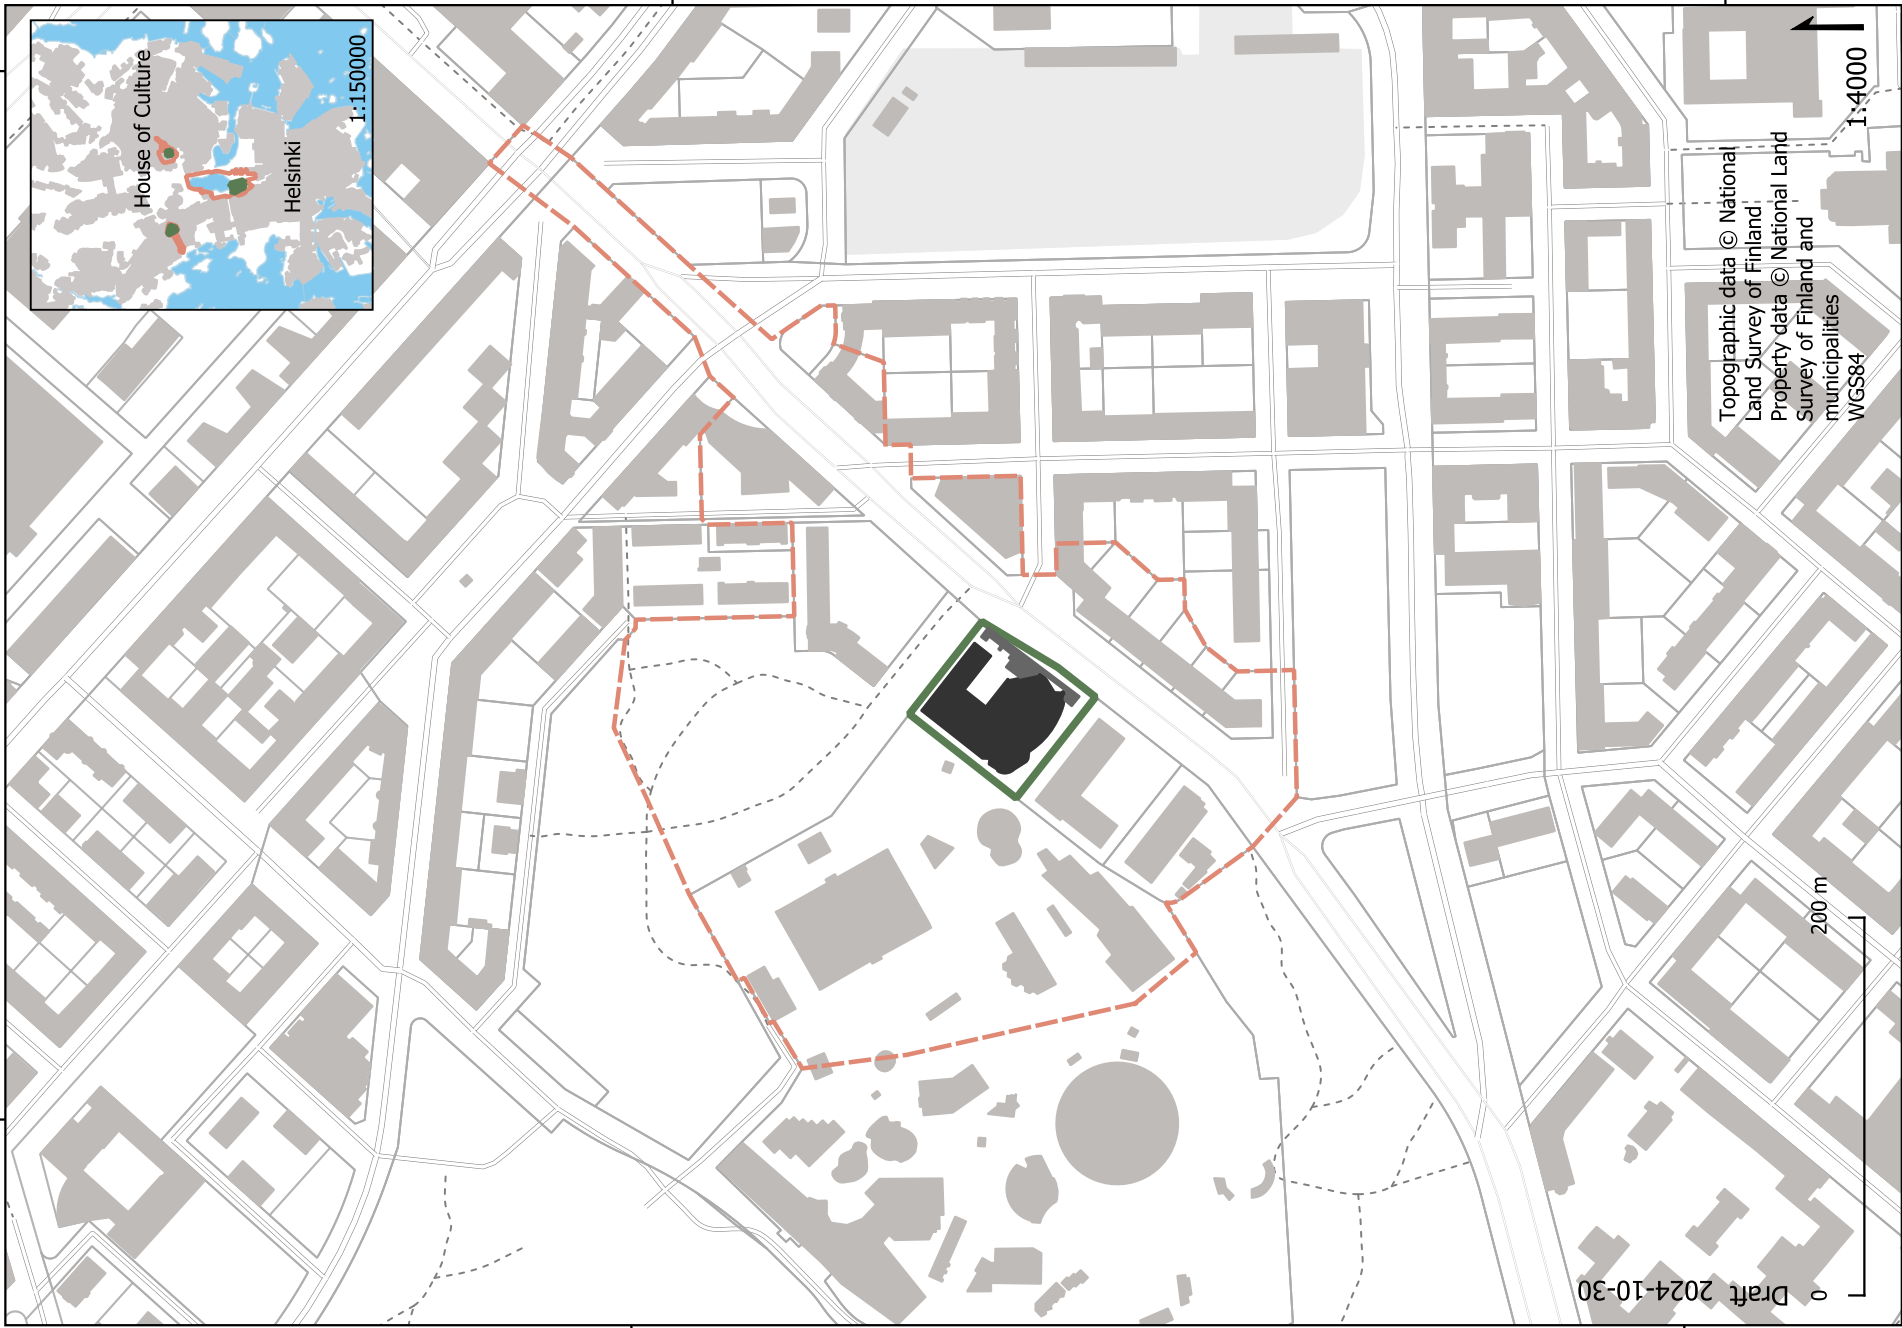 House of Culture
Helsinki
1:150000
1:4000
Topographic data © National
Land Survey of Finland
Property data © National Land
Survey of Finland and
municipalities
WGS84
200 m
0
Draft 2024-10-30